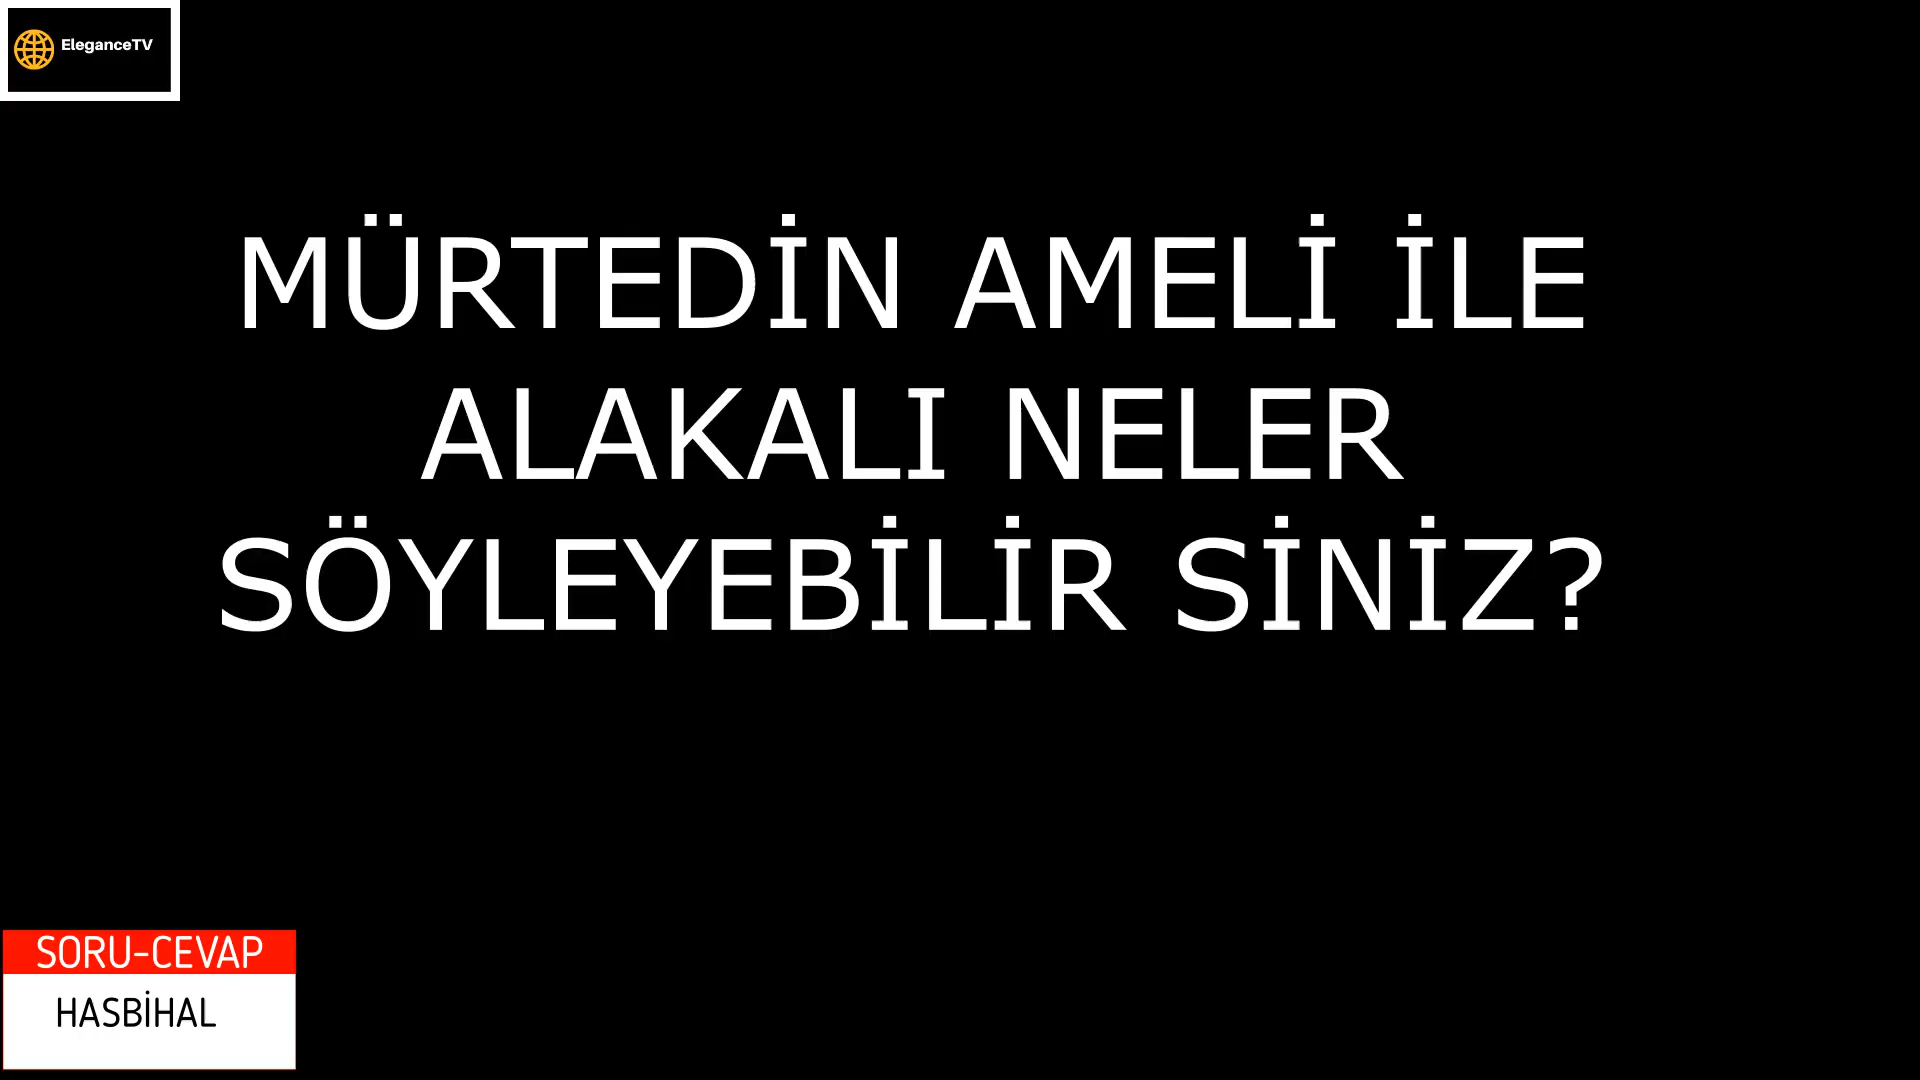 EleganceTV
MÜRTEDİN AMELİ İLE
ALAKALI NELER
SÖYLEYEBİLİR SİNİZ?
SORU-CEVAP
HASBİHAL